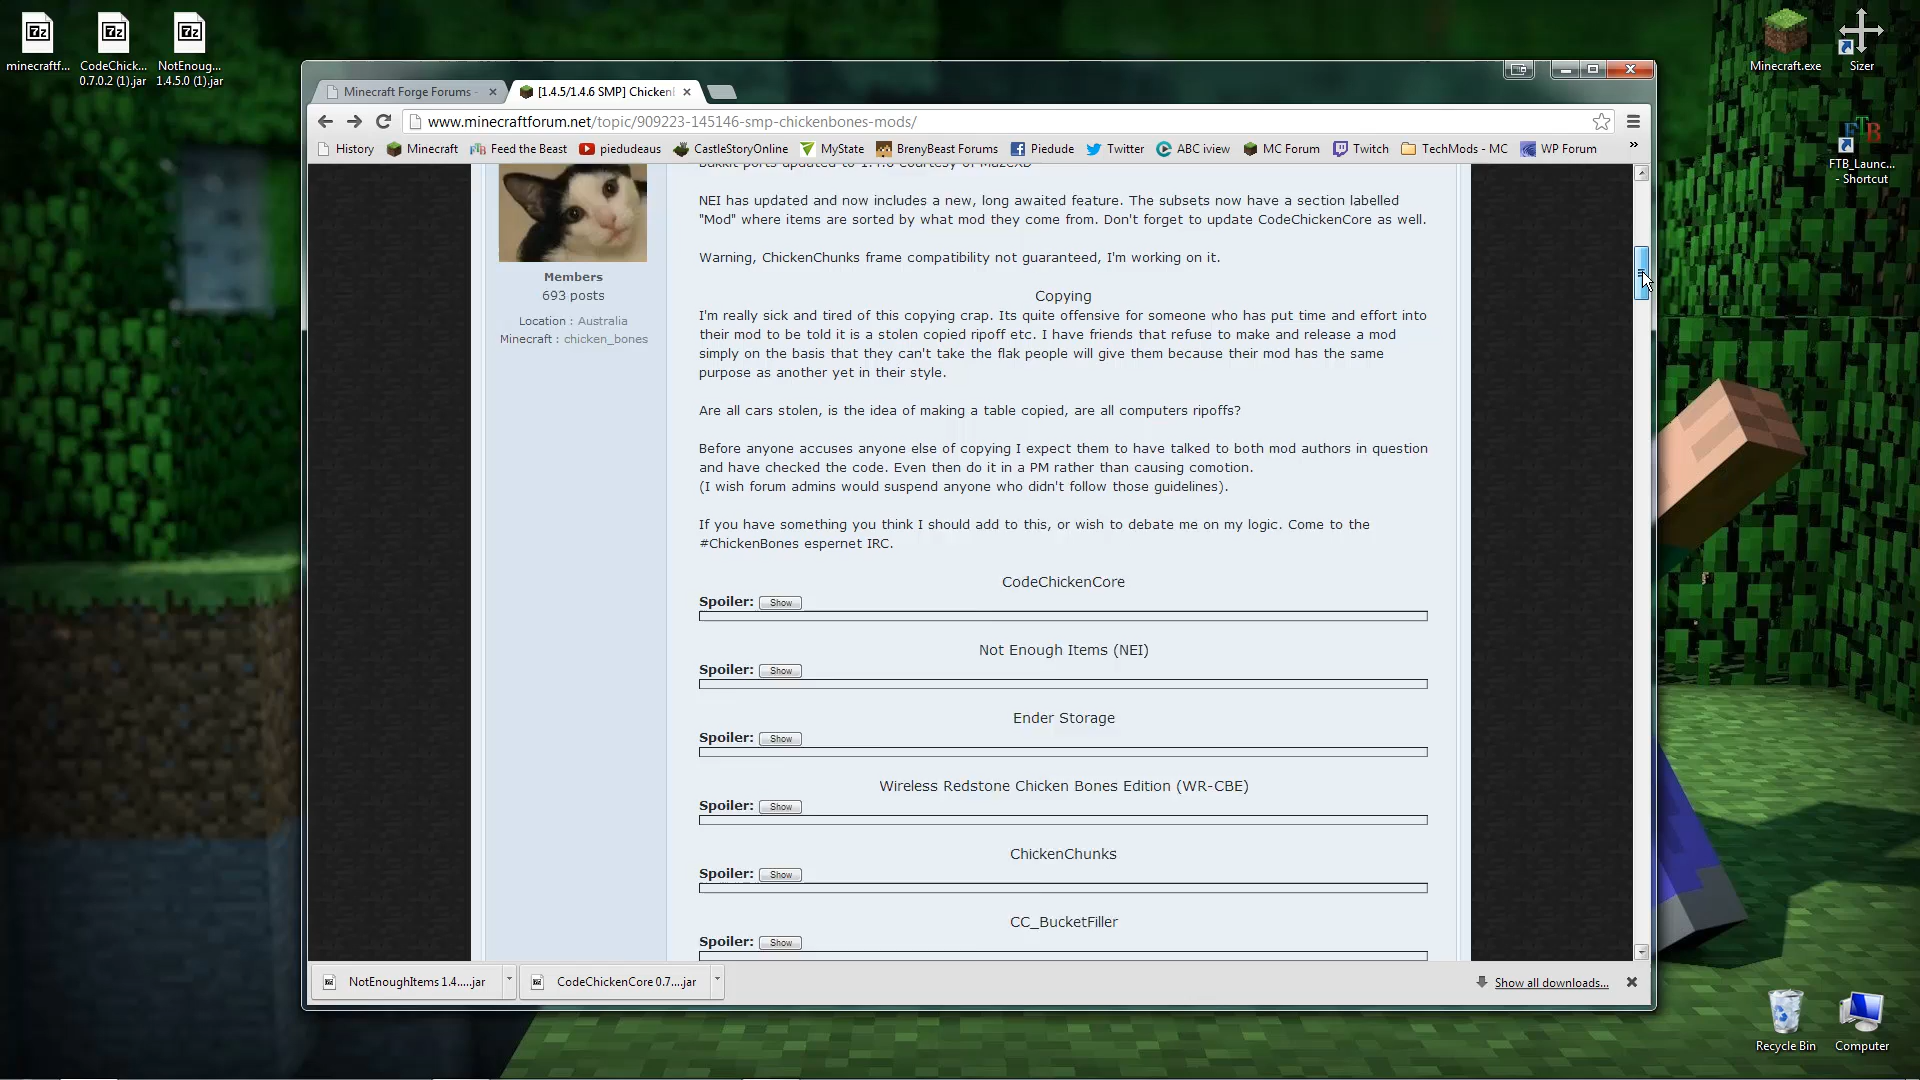 minecraftf...
CodeChick...
0.7.0.2 (1).jar
NotEnoug...
1.4.5.0 (1).jar
Minecraft.exe
Sizer
FTB_Launc...
- Shortcut
Minecraft Forge Forums -
[1.4.5/1.4.6 SMP] Chicken
www.minecraftforum.net/topic/909223-145146-smp-chickenbones-mods/
History
Minecraft
Feed the Beast
piedudeaus
CastleStoryOnline
MyState
BrenyBeast Forums
Piedude
Twitter
ABC iview
MC Forum
Twitch
TechMods - MC
WP Forum
»
Bukkit ports updated to 1.4.6 courtesy of MazeXD
NEI has updated and now includes a new, long awaited feature. The subsets now have a section labelled
"Mod" where items are sorted by what mod they come from. Don't forget to update CodeChickenCore as well.
Warning, ChickenChunks frame compatibility not guaranteed, I'm working on it.
Members
693 posts
Location : Australia
Minecraft : chicken_bones
Copying
I'm really sick and tired of this copying crap. Its quite offensive for someone who has put time and effort into
their mod to be told it is a stolen copied ripoff etc. I have friends that refuse to make and release a mod
simply on the basis that they can't take the flak people will give them because their mod has the same
purpose as another yet in their style.
Are all cars stolen, is the idea of making a table copied, are all computers ripoffs?
Before anyone accuses anyone else of copying I expect them to have talked to both mod authors in question
and have checked the code. Even then do it in a PM rather than causing comotion.
(I wish forum admins would suspend anyone who didn't follow those guidelines).
If you have something you think I should add to this, or wish to debate me on my logic. Come to the
#ChickenBones espernet IRC.
CodeChickenCore
Spoiler: Show
Not Enough Items (NEI)
Spoiler: Show
Ender Storage
Spoiler: Show
Wireless Redstone Chicken Bones Edition (WR-CBE)
Spoiler: Show
ChickenChunks
Spoiler: Show
CC_BucketFiller
Spoiler: Show
NotEnoughItems 1.4.....jar
CodeChickenCore 0.7....jar
Show all downloads...
Recycle Bin
Computer